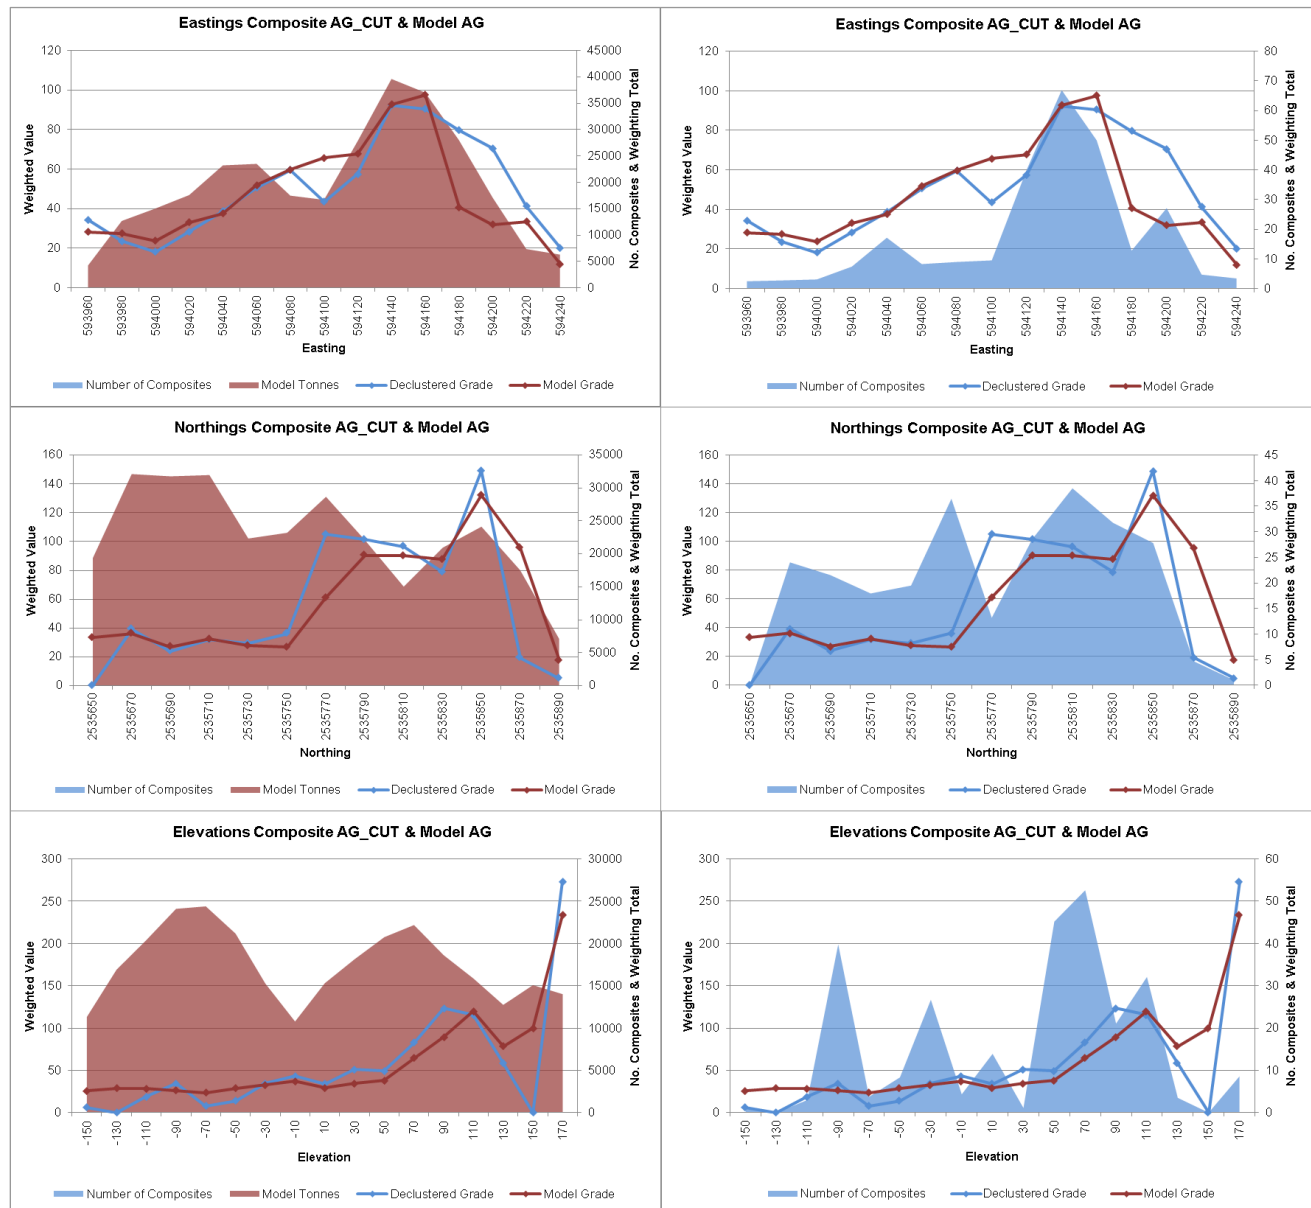 Eastings Composite AG_CUT & Model AG
Weighted Value
No. Composites & Weighting Total
0 20 40 60 80 100 120
0 5000 10000 15000 20000 25000 30000 35000 40000 45000
593960 593980 594000 594020 594040 594060 594080 594100 594120 594140 594160 594180 594200 594220 594240
Easting
Number of Composites Model Tonnes Declustered Grade Model Grade
Eastings Composite AG_CUT & Model AG
Weighted Value
No. Composites & Weighting Total
0 20 40 60 80 100 120
0 10 20 30 40 50 60 70 80
593960 593980 594000 594020 594040 594060 594080 594100 594120 594140 594160 594180 594200 594220 594240
Easting
Number of Composites Declustered Grade Model Grade
Northings Composite AG_CUT & Model AG
Weighted Value
No. Composites & Weighting Total
0 20 40 60 80 100 120 140 160
0 5000 10000 15000 20000 25000 30000 35000
2535650 2535670 2535690 2535710 2535730 2535750 2535770 2535790 2535810 2535830 2535850 2535870 2535890
Northing
Number of Composites Model Tonnes Declustered Grade Model Grade
Northings Composite AG_CUT & Model AG
Weighted Value
No. Composites & Weighting Total
0 20 40 60 80 100 120 140 160
0 5 10 15 20 25 30 35 40 45
2535650 2535670 2535690 2535710 2535730 2535750 2535770 2535790 2535810 2535830 2535850 2535870 2535890
Northing
Number of Composites Declustered Grade Model Grade
Elevations Composite AG_CUT & Model AG
Weighted Value
No. Composites & Weighting Total
0 50 100 150 200 250 300
0 5000 10000 15000 20000 25000 30000
-150 -130 -110 -90 -70 -50 -30 -10 10 30 50 70 90 110 130 150 170
Elevation
Number of Composites Model Tonnes Declustered Grade Model Grade
Elevations Composite AG_CUT & Model AG
Weighted Value
No. Composites & Weighting Total
0 50 100 150 200 250 300
0 10 20 30 40 50 60
-150 -130 -110 -90 -70 -50 -30 -10 10 30 50 70 90 110 130 150 170
Elevation
Number of Composites Declustered Grade Model Grade